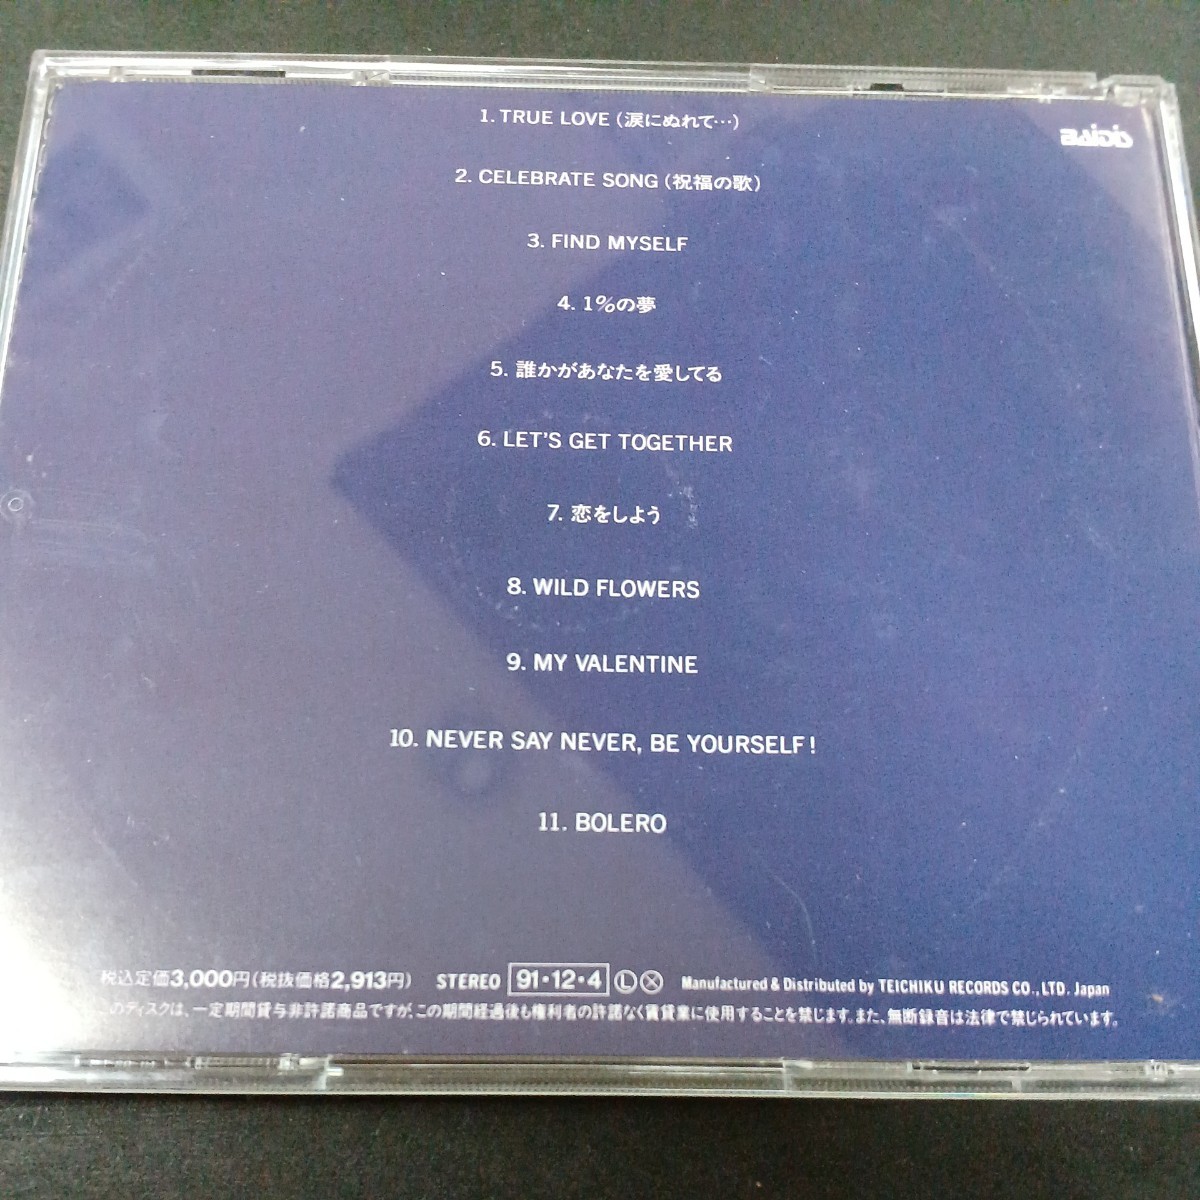 1. TRUE LOVE (涙にぬれて…)
2. CELEBRATE SONG (祝福の歌)
3. FIND MYSELF
4. 1%の夢
5. 誰かがあなたを愛してる
6. LET'S GET TOGETHER
7. 恋をしよう
8. WILD FLOWERS
9. MY VALENTINE
10. NEVER SAY NEVER, BE YOURSELF!
11. BOLERO
税込定価3,000円(税抜価格2,913円) STEREO 91・12・4 Ⓛ Ⓧ Manufactured & Distributed by TEICHIKU RECORDS CO., LTD. Japan
このディスクは、一定期間貸与非許諾商品ですが、この期間経過後も権利者の許諾なく賃貸業に使用することを禁じます。また、無断録音は法律で禁じられています。